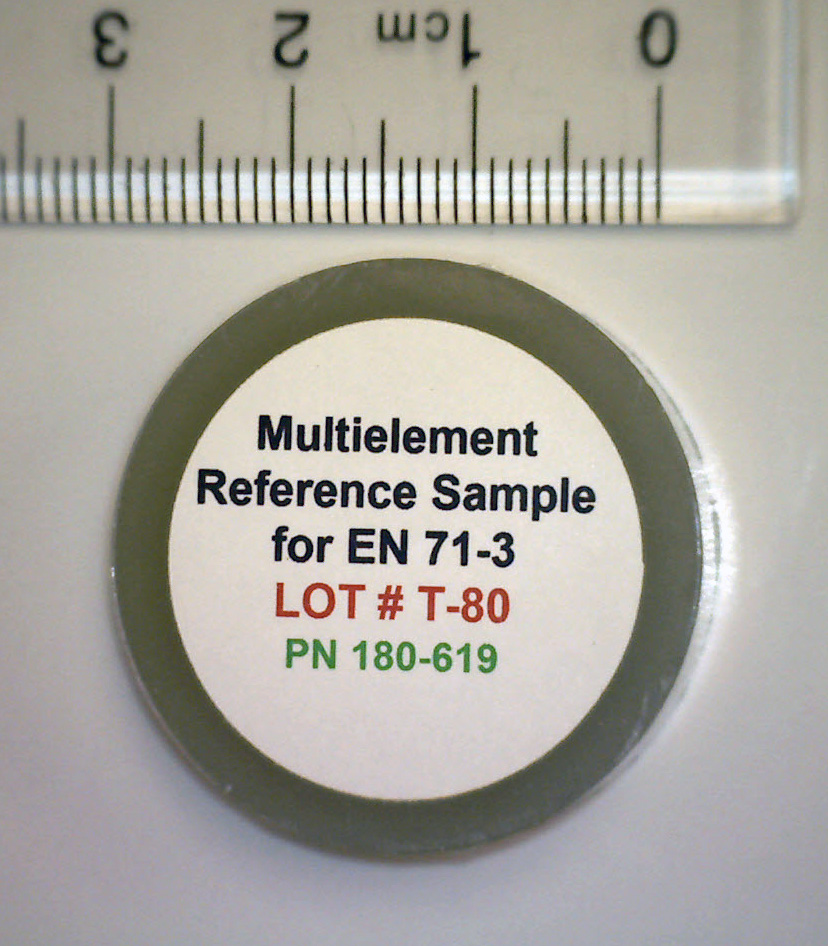 3 2 1cm 0
Multielement
Reference Sample
for EN 71-3
LOT # T-80
PN 180-619